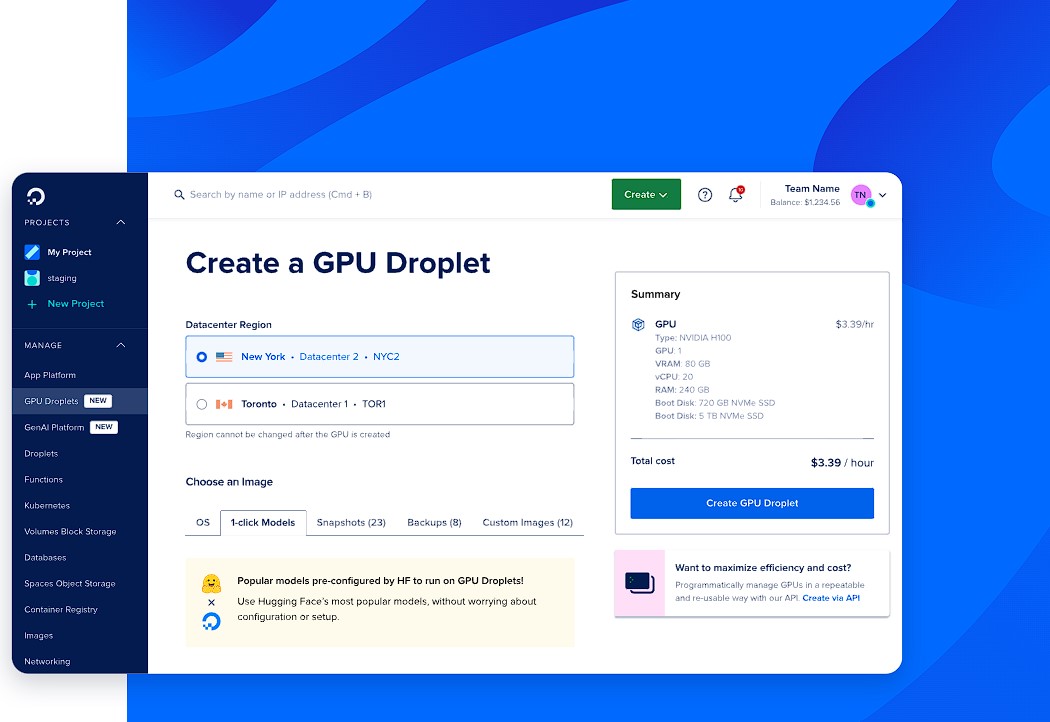 Search by name or IP address (Cmd + B)
Create
Team Name
Balance: $1,234.56
TN
PROJECTS
My Project
staging
+ New Project
MANAGE
App Platform
GPU Droplets NEW
GenAI Platform NEW
Droplets
Functions
Kubernetes
Volumes Block Storage
Databases
Spaces Object Storage
Container Registry
Images
Networking
Create a GPU Droplet
Datacenter Region
New York • Datacenter 2 • NYC2
Toronto • Datacenter 1 • TOR1
Region cannot be changed after the GPU is created
Choose an Image
OS 1-click Models Snapshots (23) Backups (8) Custom Images (12)
Popular models pre-configured by HF to run on GPU Droplets!
Use Hugging Face's most popular models, without worrying about
configuration or setup.
Summary
GPU $3.39/hr
Type: NVIDIA H100
GPU: 1
VRAM: 80 GB
vCPU: 20
RAM: 240 GB
Boot Disk: 720 GB NVMe SSD
Boot Disk: 5 TB NVMe SSD
Total cost $3.39 / hour
Create GPU Droplet
Want to maximize efficiency and cost?
Programmatically manage GPUs in a repeatable
and re-usable way with our API. Create via API